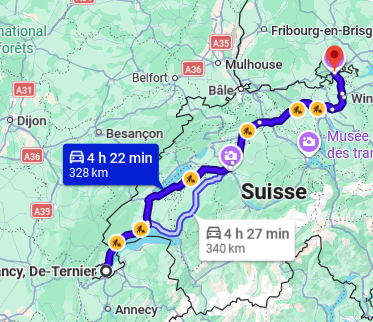 national
orêts
Fribourg-en-Brisg
A35
Mulhouse
A36
Belfort
A31
Bâle
Win
Dijon
Besançon
A36
Musée
des tran
4 h 22 min
328 km
Suisse
A39
4 h 27 min
340 km
ncy, De-Ternier
Annecy